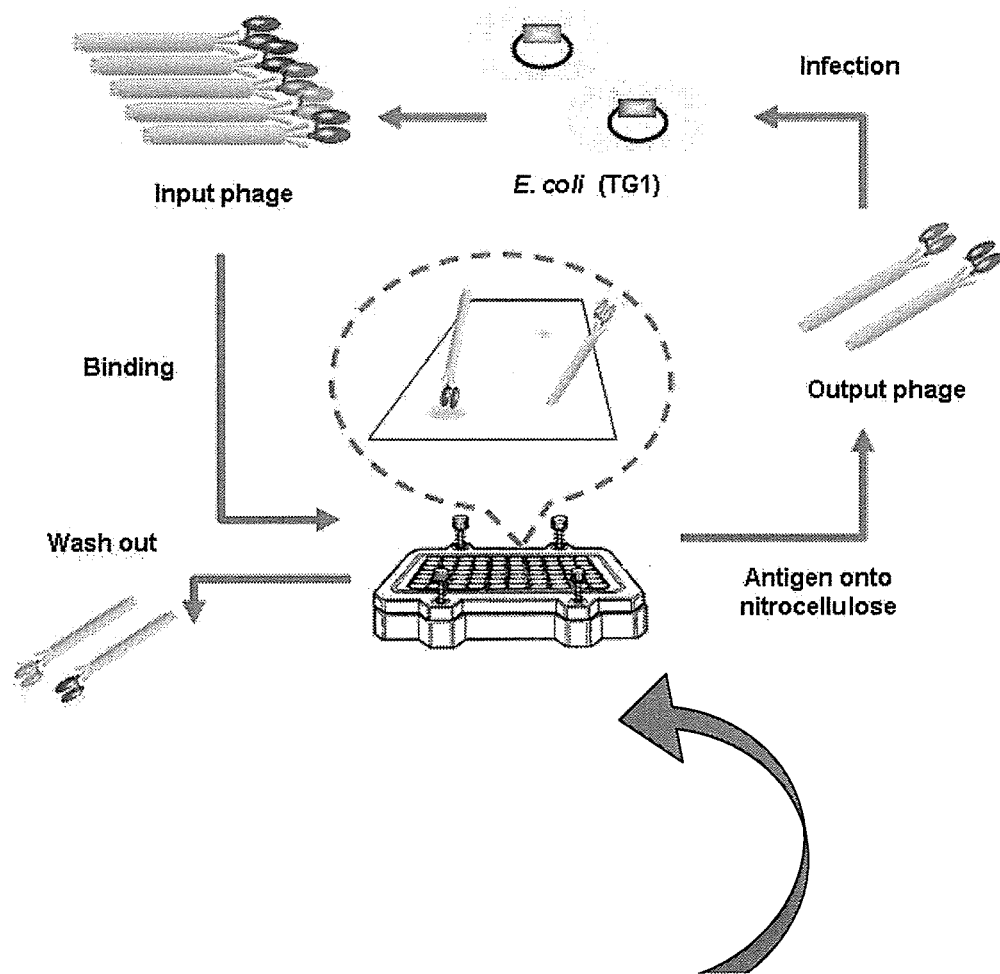 Infection
E. coli (TG1)
Input phage
Binding
Output phage
Wash out
Antigen onto
nitrocellulose